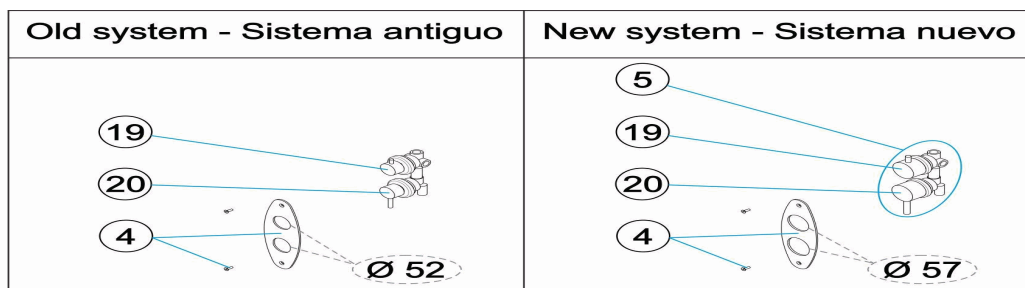 Old system - Sistema antiguo
19
20
4
Ø 52
New system - Sistema nuevo
5
19
20
4
Ø 57